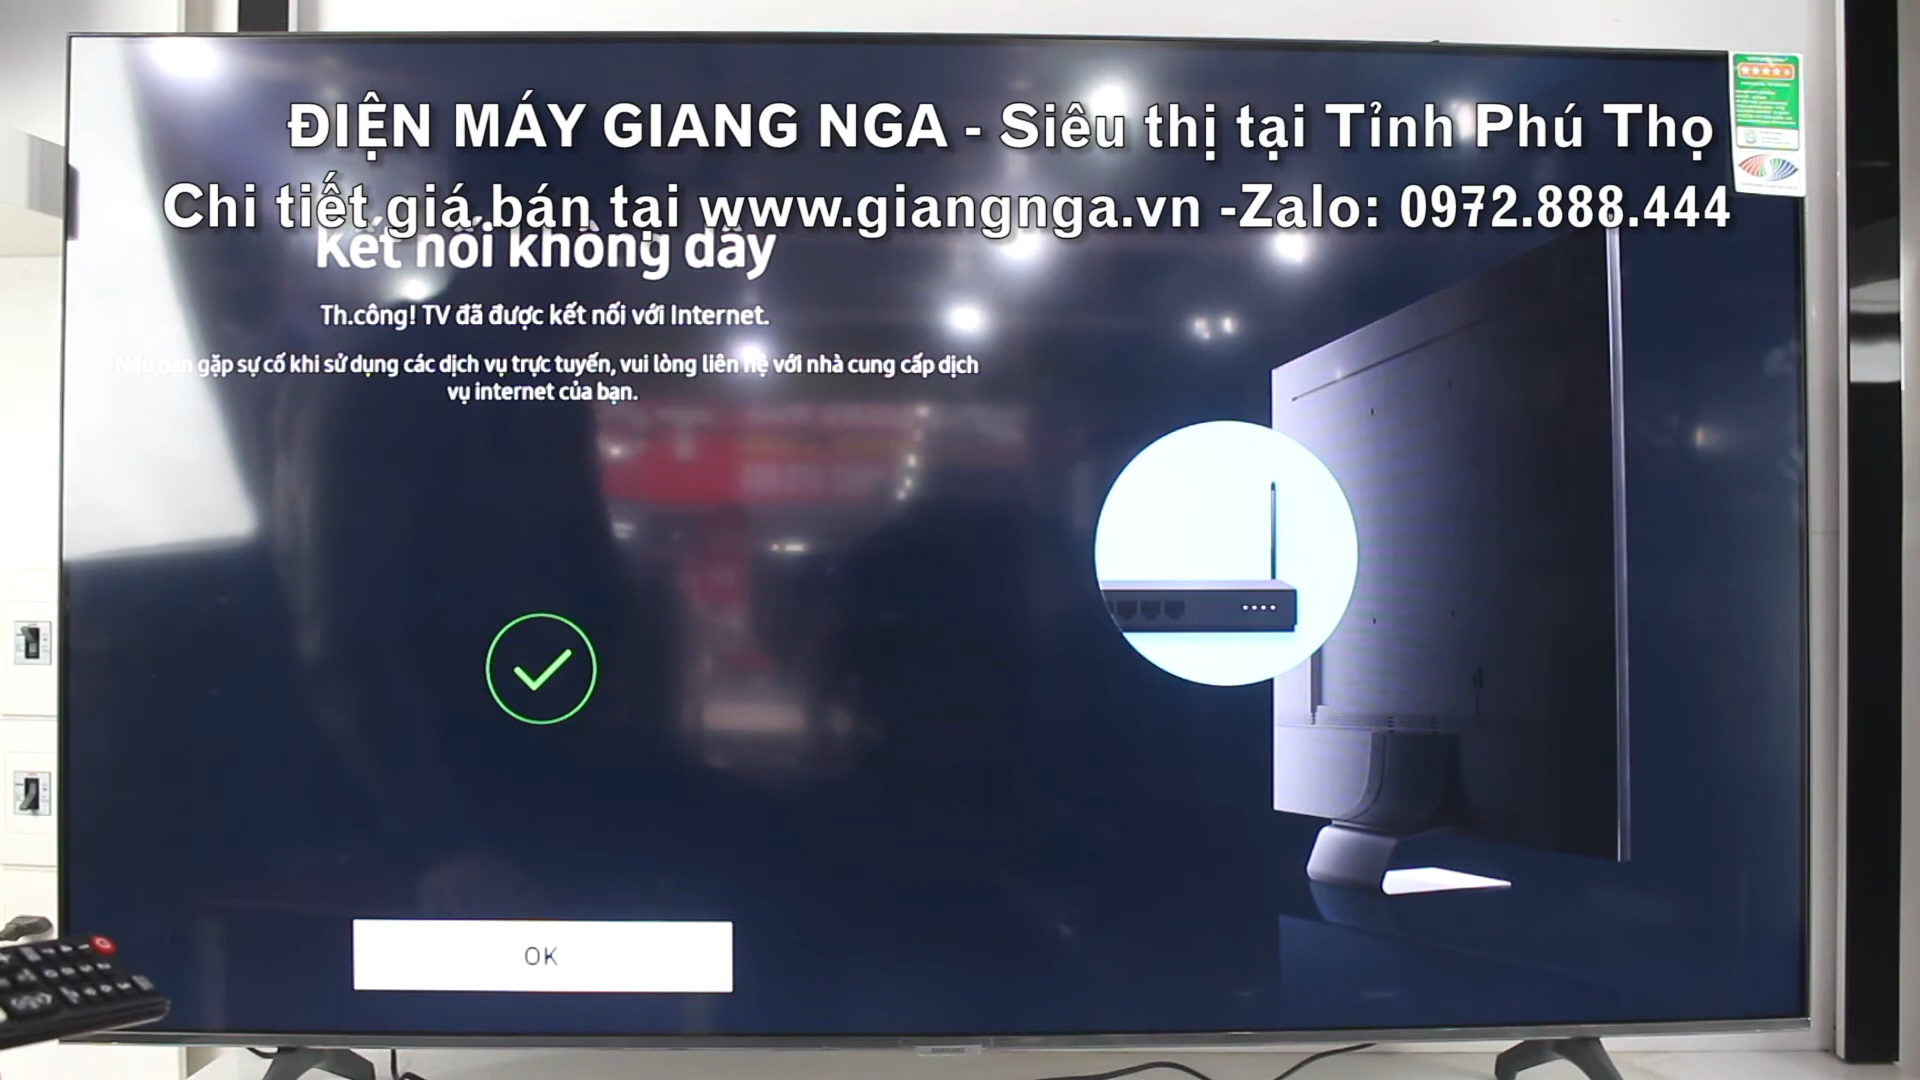 ĐIỆN MÁY GIANG NGA - Siêu thị tại Tỉnh Phú Thọ
Chi tiết giá bán tại www.giangnga.vn -Zalo: 0972.888.444
Kết nối không dây
Th.công! TV đã được kết nối với Internet.
Nếu bạn gặp sự cố khi sử dụng các dịch vụ trực tuyến, vui lòng liên hệ với nhà cung cấp dịch
vụ internet của bạn.
OK